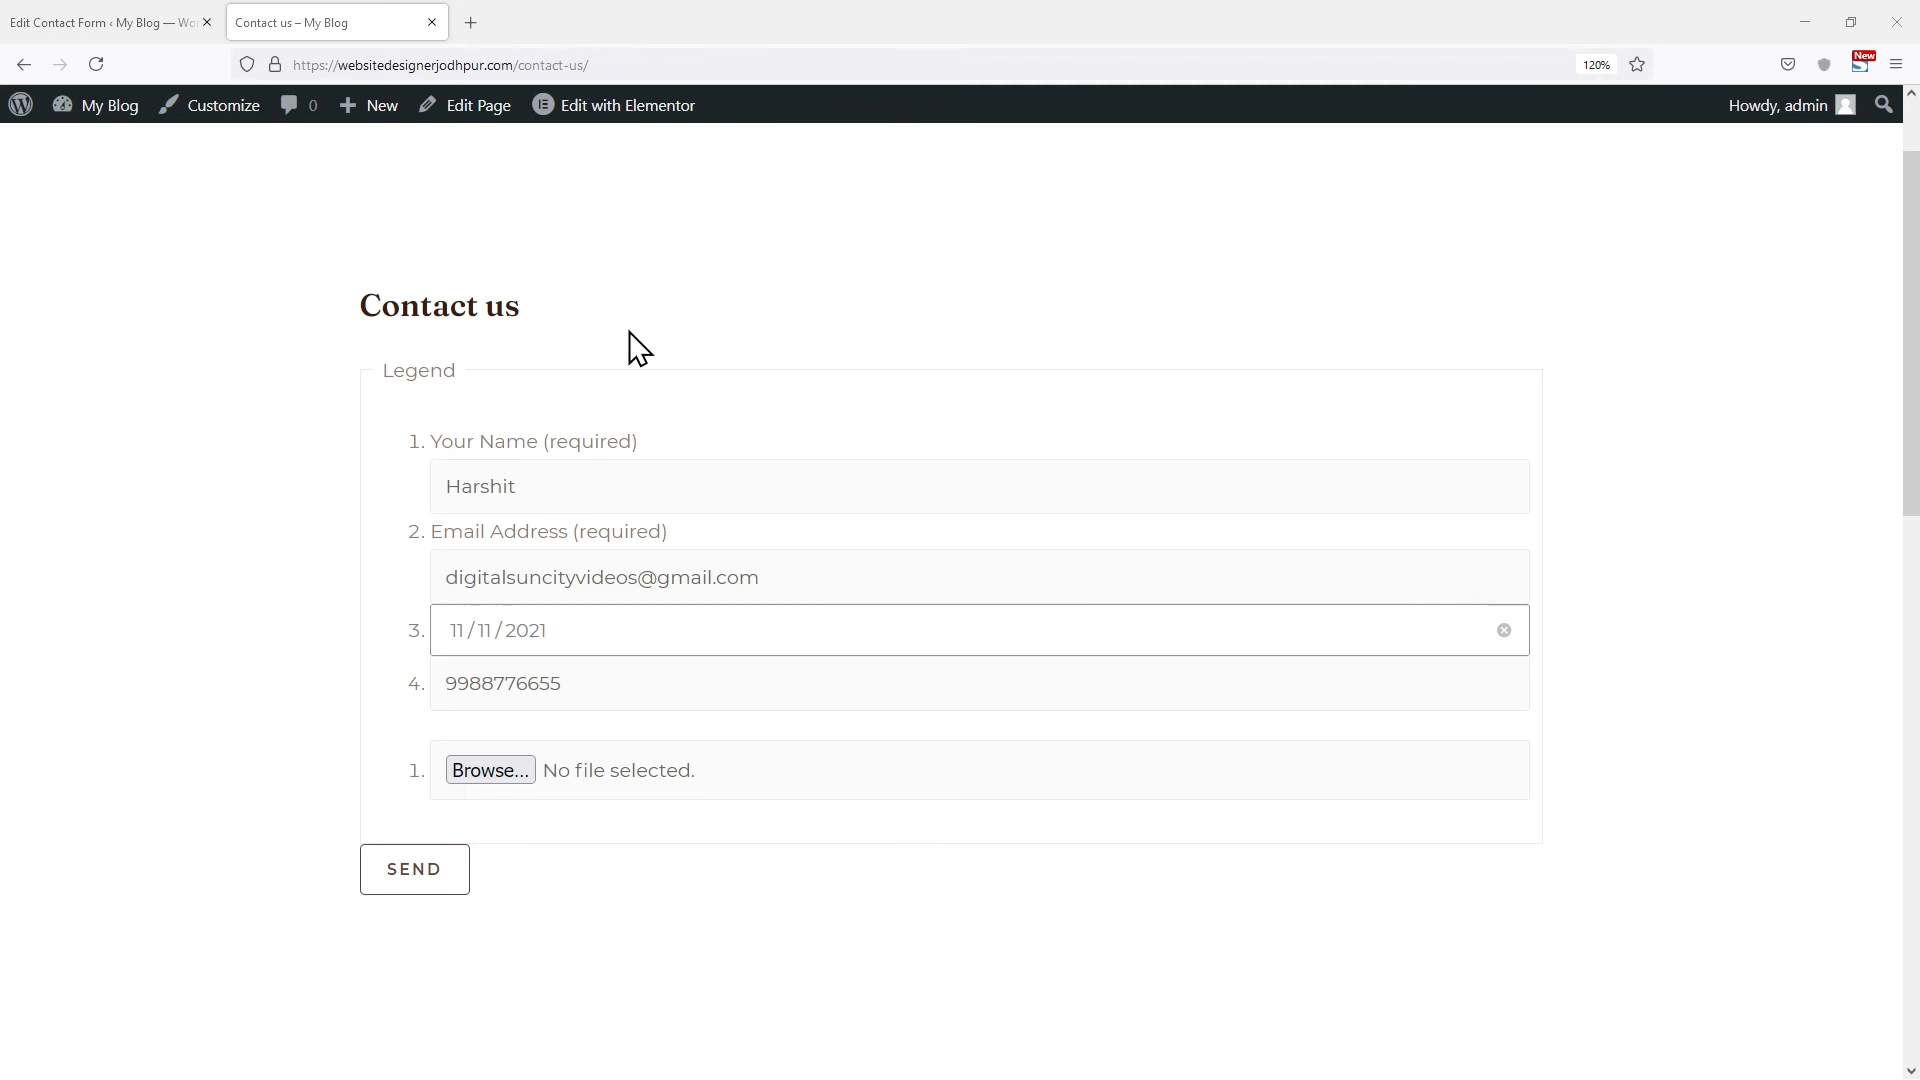 Edit Contact Form ‹ My Blog — Wo
Contact us – My Blog
https://websitedesignerjodhpur.com/contact-us/
120%
New
My Blog
Customize
0
New
Edit Page
Edit with Elementor
Howdy, admin
Contact us
Legend
1. Your Name (required)
Harshit
2. Email Address (required)
digitalsuncityvideos@gmail.com
3. 11/11/2021
4. 9988776655
1. Browse... No file selected.
SEND